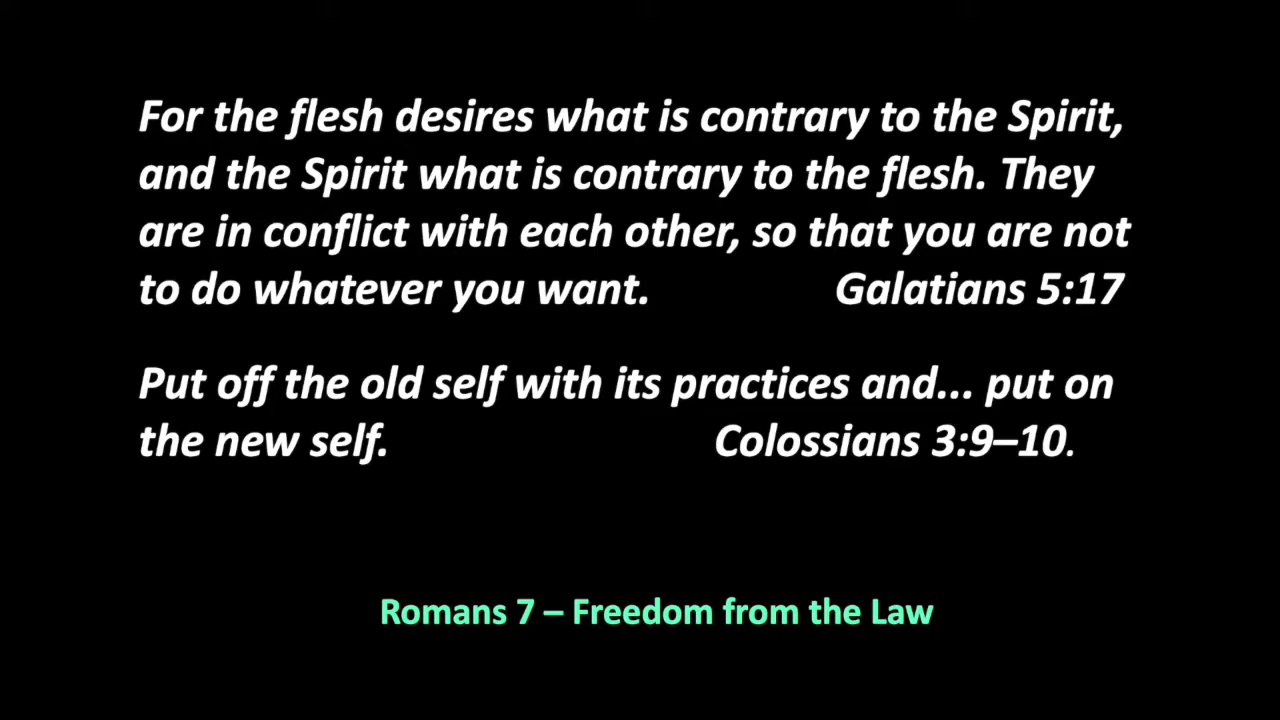 For the flesh desires what is contrary to the Spirit,
and the Spirit what is contrary to the flesh. They
are in conflict with each other, so that you are not
to do whatever you want. Galatians 5:17
Put off the old self with its practices and... put on
the new self. Colossians 3:9–10.
Romans 7 – Freedom from the Law